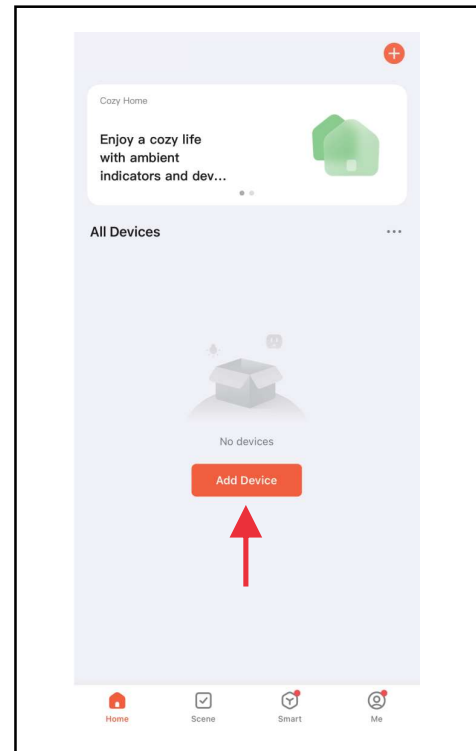 Cozy Home
Enjoy a cozy life
with ambient
indicators and dev...
All Devices
No devices
Add Device
Home
Scene
Smart
Me